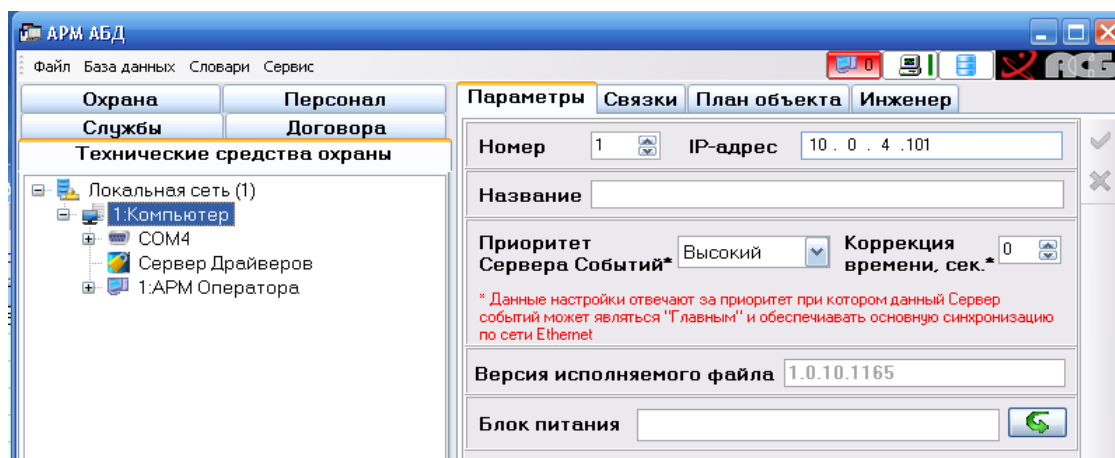 АРМ АБД
Файл База данных Словари Сервис
0
ACG
Охрана Персонал
Службы Договора
Технические средства охраны
Локальная сеть (1)
1:Компьютер
COM4
Сервер Драйверов
1:АРМ Оператора
Параметры Связки План объекта Инженер
Номер 1 IP-адрес 10 . 0 . 4 .101
Название
Приоритет
Сервера Событий* Высокий Коррекция
времени, сек.* 0
* Данные настройки отвечают за приоритет при котором данный Сервер
событий может являться "Главным" и обеспечиавать основную синхронизацию
по сети Ethernet
Версия исполняемого файла 1.0.10.1165
Блок питания